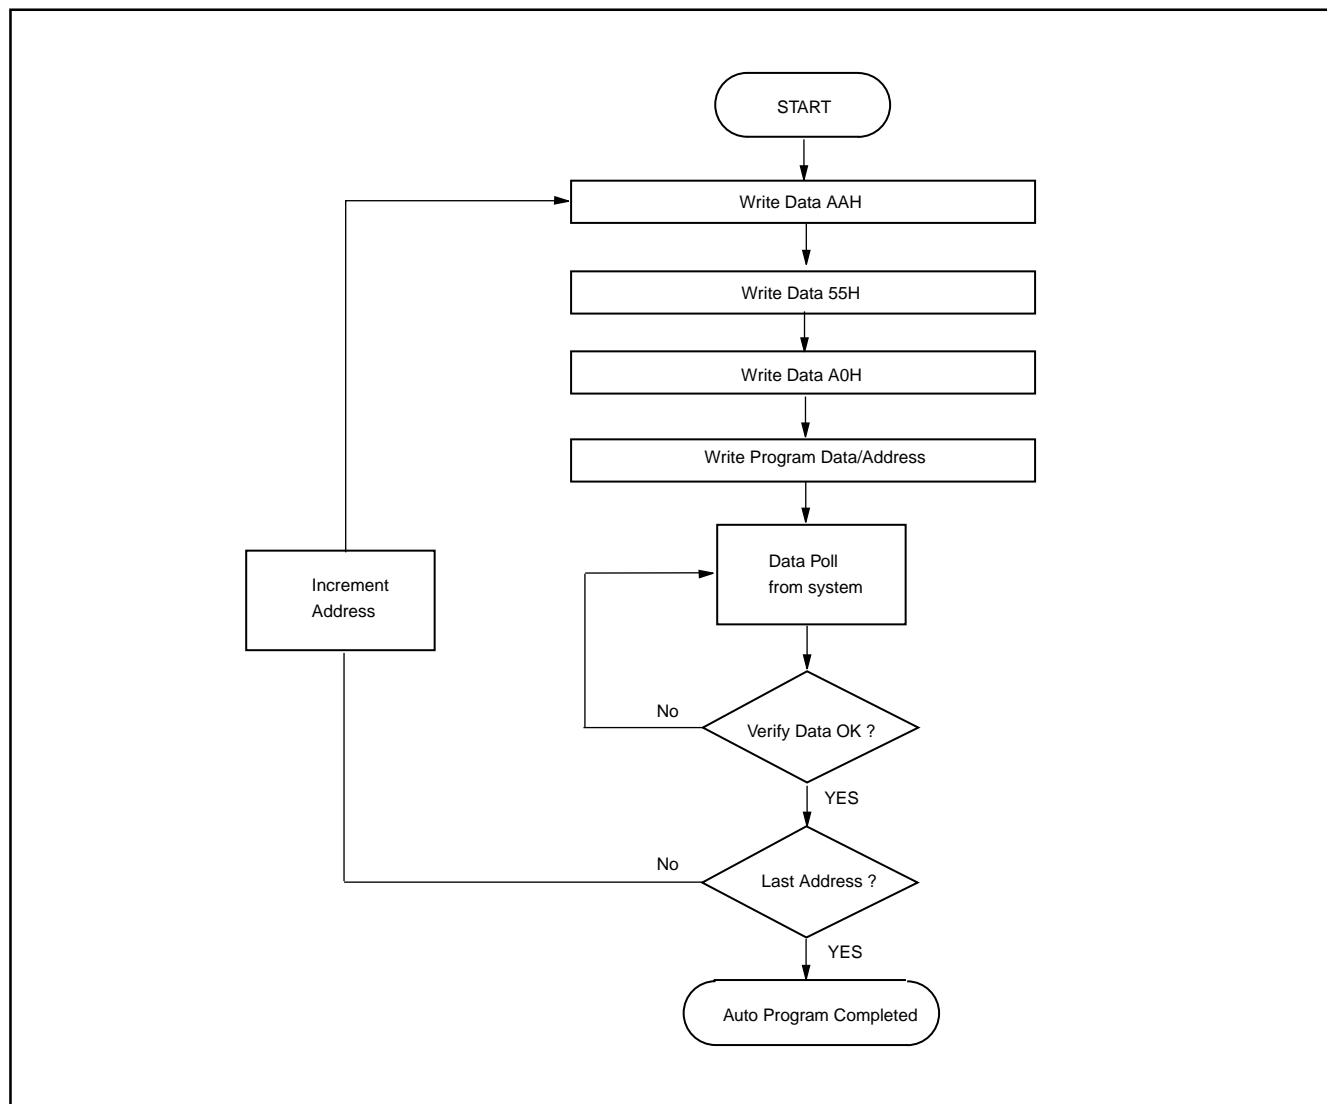 START
Write Data AAH
Write Data 55H
Write Data A0H
Write Program Data/Address
Data Poll
from system
Increment
Address
No
Verify Data OK ?
YES
No
Last Address ?
YES
Auto Program Completed